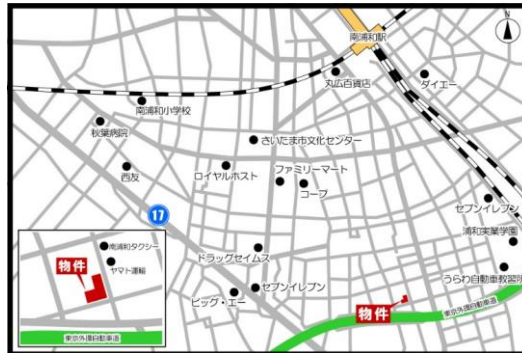 南浦和駅
N
丸広百貨店
ダイエー
南浦和小学校
秋葉病院
さいたま市文化センター
西友
ロイヤルホスト
ファミリーマート
コープ
17
セブンイレブン
浦和実業学園
南浦和タクシー
ヤマト運輸
物件
ドラッグセイムス
うらわ自動車教習所
ビッグ・エー
セブンイレブン
物件
東京外環自動車道
東京外環自動車道